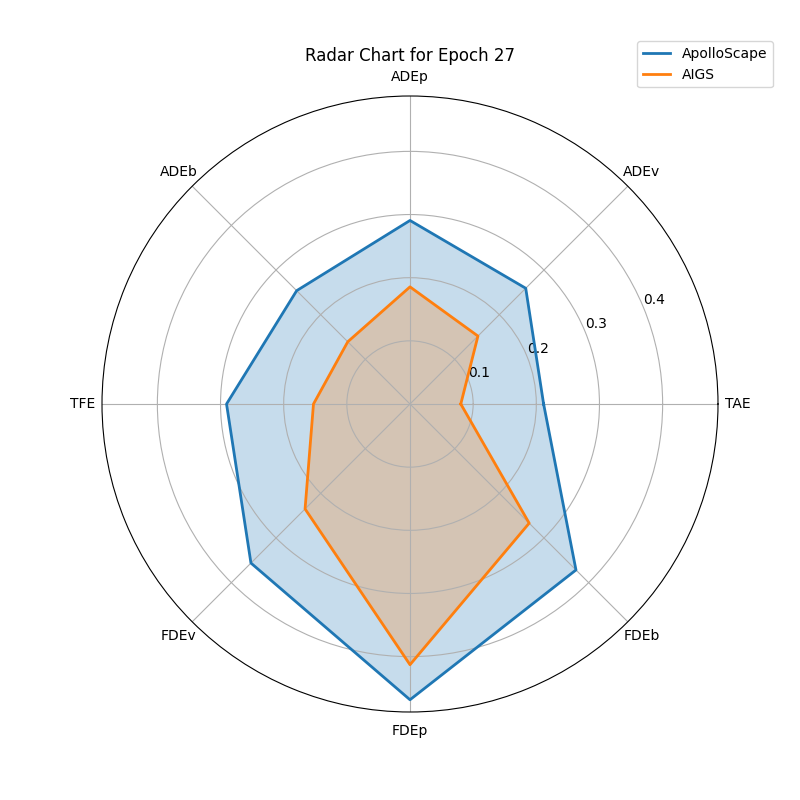 Radar Chart for Epoch 27
ApolloScape
AIGS
ADEp
ADEb
ADEv
0.4
0.3
0.2
0.1
TFE
TAE
FDEv
FDEb
FDEp